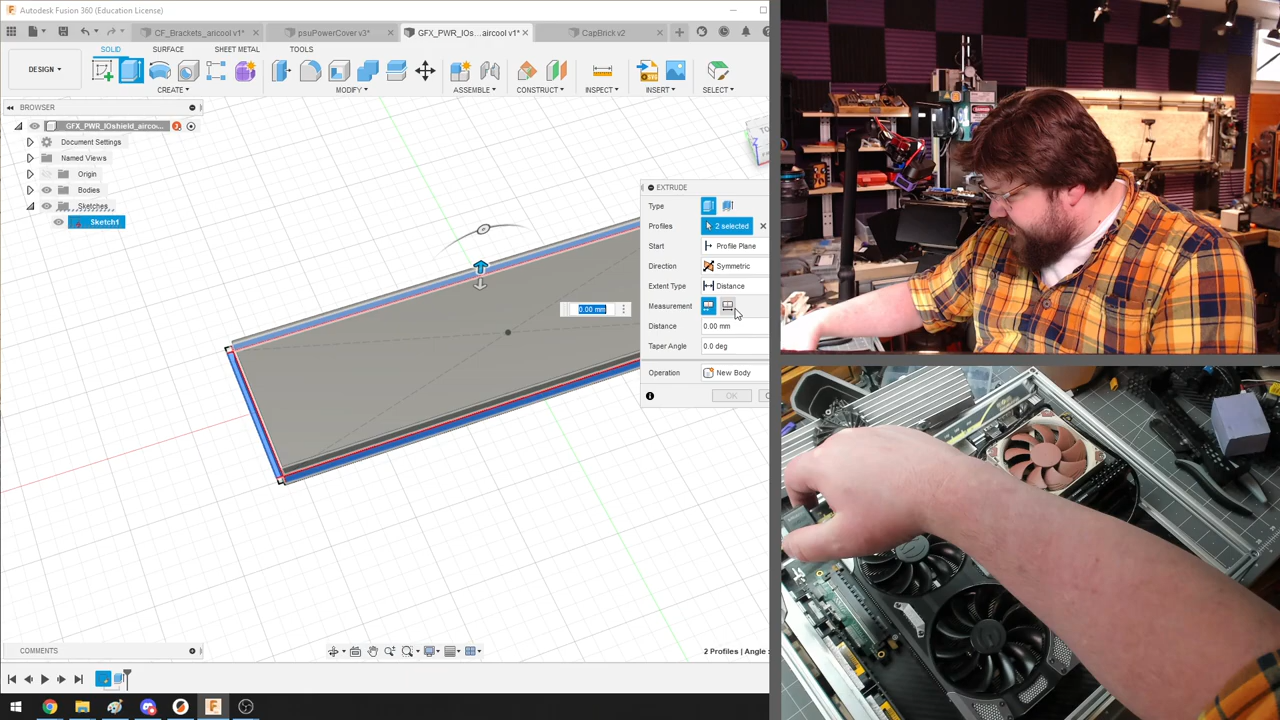 Autodesk Fusion 360 (Education License)
CF_Brackets_aricool v1*
psuPowerCover v3*
GFX_PWR_IOs...aircool v1*
CapBrick v2
SOLID
SURFACE
SHEET METAL
TOOLS
DESIGN
CREATE
MODIFY
ASSEMBLE
CONSTRUCT
INSPECT
INSERT
SELECT
BROWSER
GFX_PWR_IOshield_airco...
Document Settings
Named Views
Origin
Bodies
Sketches
Sketch1
0.00 mm
EXTRUDE
Type
Profiles 2 selected
Start Profile Plane
Direction Symmetric
Extent Type Distance
Measurement
Distance 0.00 mm
Taper Angle 0.0 deg
Operation New Body
OK
COMMENTS
2 Profiles | Angle :